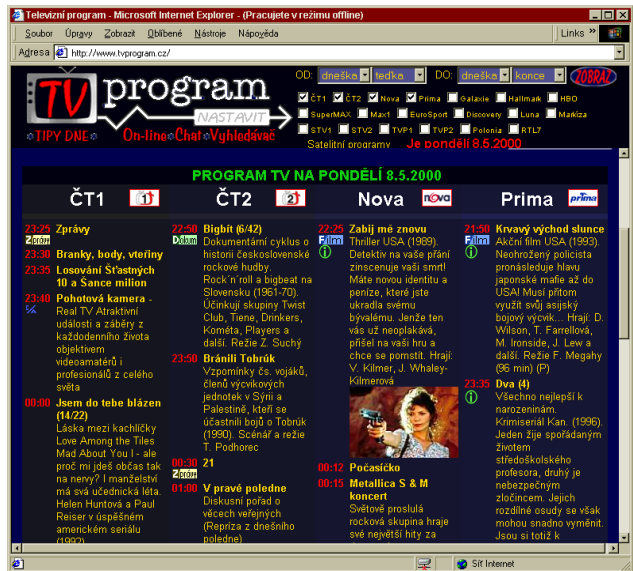 Televizní program - Microsoft Internet Explorer - (Pracujete v režimu offline)
Soubor Úpravy Zobrazit Oblíbené Nástroje Nápověda Links »
Adresa http://www.tvprogram.cz/
TV program
NASTAVIT
TIPY DNE On-line Chat Vyhledávač
OD: dneška teďka DO: dneška konce ZOBRAZ
ČT1 ČT2 Nova Prima Galaxie Hallmark HBO
SuperMAX Max1 EuroSport Discovery Luna Markíza
STV1 STV2 TVP1 TVP2 Polonia RTL7
Satelitní programy Je pondělí 8.5.2000
PROGRAM TV NA PONDĚLÍ 8.5.2000
ČT1
23:25 Zprávy
Zprávy
23:30 Branky, body, vteřiny
23:35 Losování Šťastných
10 a Šance milion
23:40 Pohotová kamera -
Real TV Atraktivní
události a záběry z
každodenního života
objektivem
videoamatérů i
profesionálů z celého
světa
00:00 Jsem do tebe blázen
(14/22)
Láska mezi kachlíčky
Love Among the Tiles
Mad About You I - ale
proč mi jdeš občas tak
na nervy? I manželství
má svá učednická léta.
Helen Huntová a Paul
Reiser v úspěšném
americkém seriálu
(1992)
ČT2 2
22:50 Bigbít (6/42)
Dokum Dokumentární cyklus o
historii československé
rockové hudby.
Rock´n´roll a bigbeat na
Slovensku (1961-70).
Účinkují skupiny Twist
Club, Tiene, Drinkers,
Kométa, Players a
další. Režie Z. Suchý
23:50 Bránili Tobrúk
Vzpomínky čs. vojáků,
členů výcvikových
jednotek v Sýrii a
Palestině, kteří se
účastnili bojů o Tobrúk
(1990). Scénář a režie
T. Podhorec
00:30 21
Zprávy
01:00 V pravé poledne
Diskusní pořad o
věcech veřejných
(Repríza z dnešního
poledne)
Nova nova
22:25 Zabij mě znovu
Film Thriller USA (1989).
Detektiv na vaše přání
zinscenuje vaši smrt!
Máte novou identitu a
peníze, které jste
ukradla svému
bývalému. Jenže ten
vás už neoplakává,
přišel na vaši hru a
chce se pomstít. Hrají:
V. Kilmer, J. Whaley-
Kilmerová
00:12 Počasíčko
00:15 Metallica S & M
koncert
Světově proslulá
rocková skupina hraje
své největší hity za
Prima prima
21:50 Krvavý východ slunce
Film Akční film USA (1993).
Neohrožený policista
pronásleduje hlavu
japonské mafie až do
USA! Musí přitom
využít svůj asijský
bojový výcvik... Hrají: D.
Wilson, T. Farrellová,
M. Ironside, J. Lew a
další. Režie F. Megahy
(96 min) (P)
23:35 Dva (4)
Všechno nejlepší k
narozeninám.
Krimiseriál Kan. (1996).
Jeden žije spořádaným
životem
středoškolského
profesora, druhý je
nebezpečným
zločincem. Jejich
rozdílné osudy se však
mohou snadno vyměnit.
Jsou si totiž k
Síť Internet